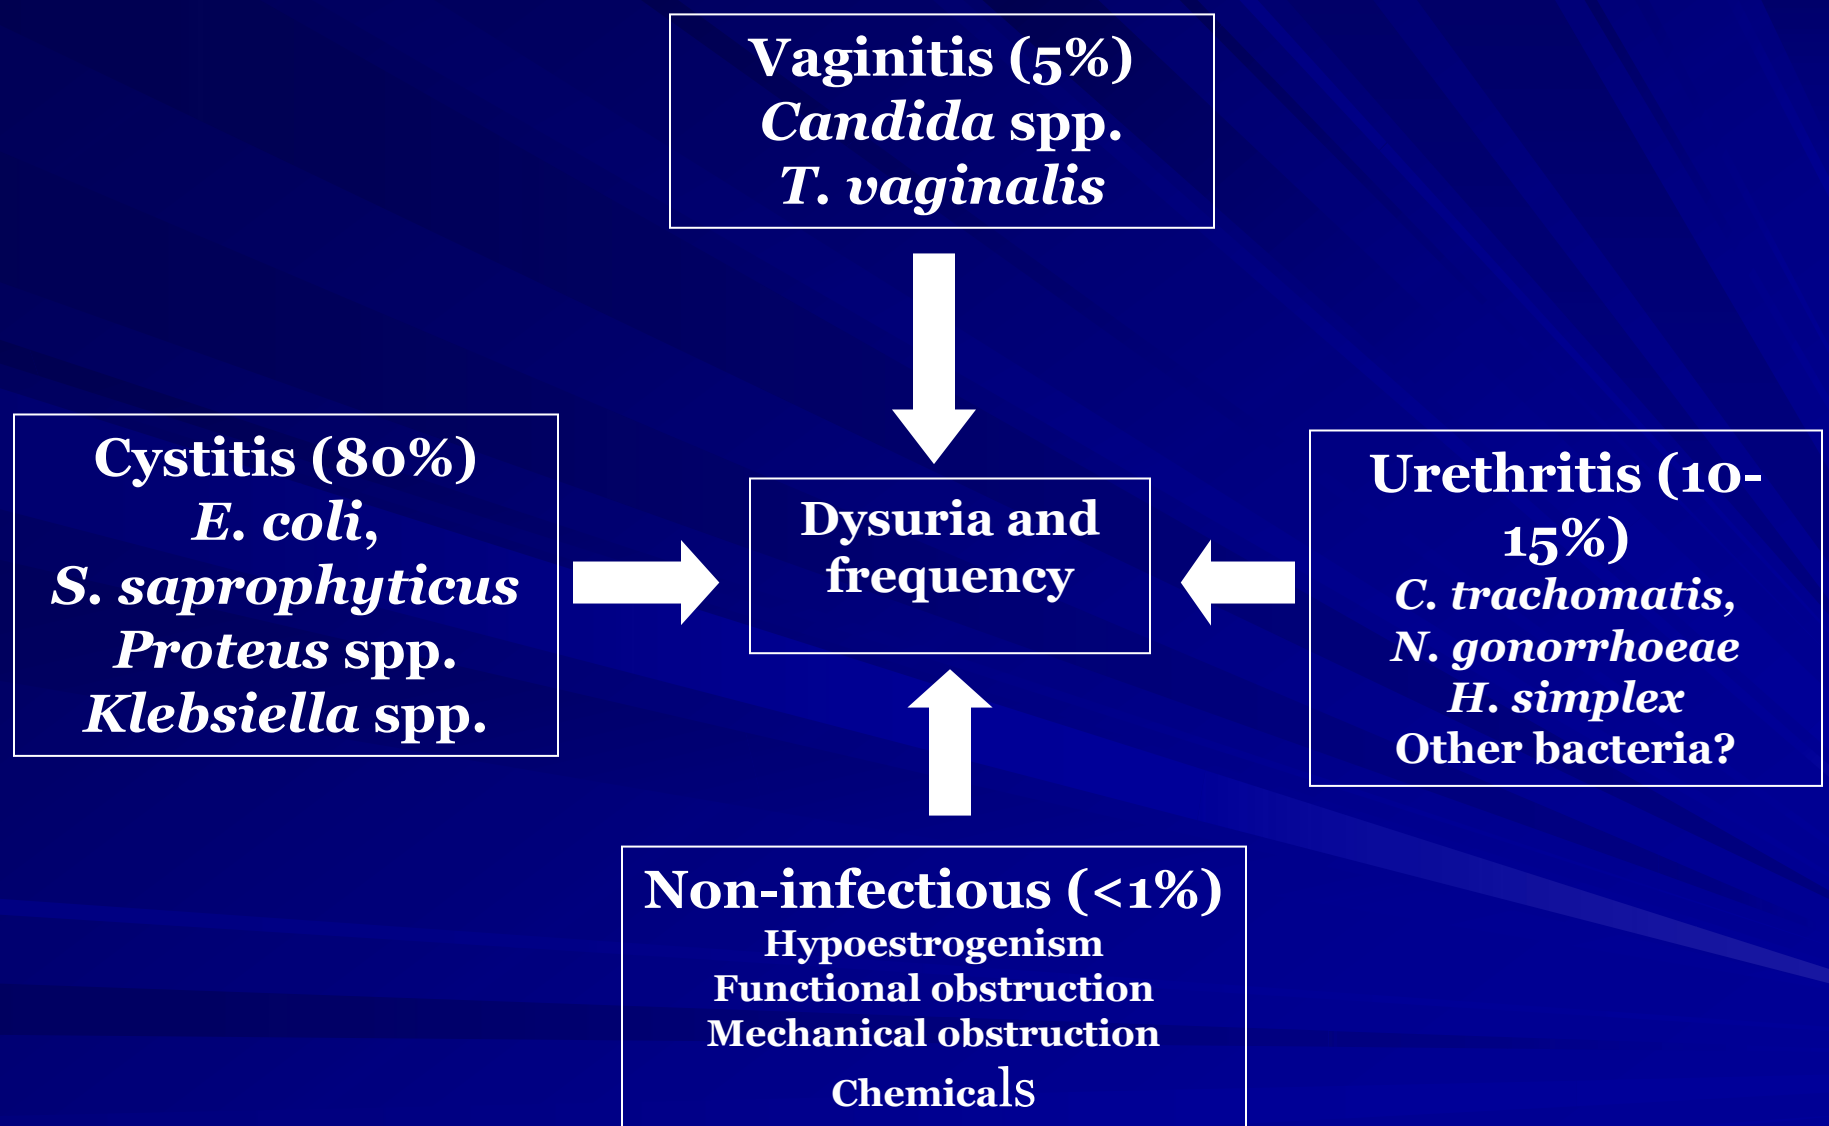 Vaginitis (5%)
Candida spp.
T. vaginalis
Cystitis (80%)
E. coli,
S. saprophyticus
Proteus spp.
Klebsiella spp.
Dysuria and
frequency
Urethritis (10-
15%)
C. trachomatis,
N. gonorrhoeae
H. simplex
Other bacteria?
Non-infectious (<1%)
Hypoestrogenism
Functional obstruction
Mechanical obstruction
Chemicals